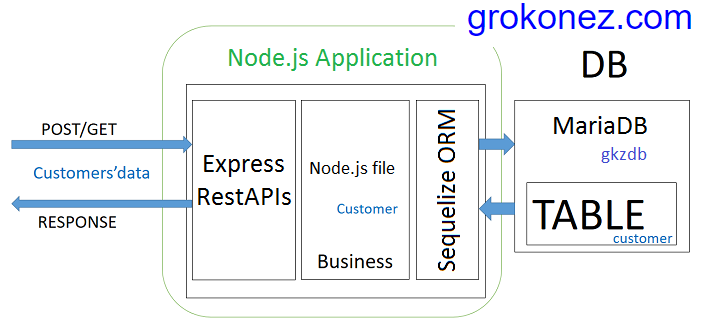 grokonez.com
Node.js Application
DB
POST/GET
Customers'data
RESPONSE
Express
RestAPIs
Node.js file
Customer
Business
Sequelize ORM
MariaDB
gkzdb
TABLE
customer